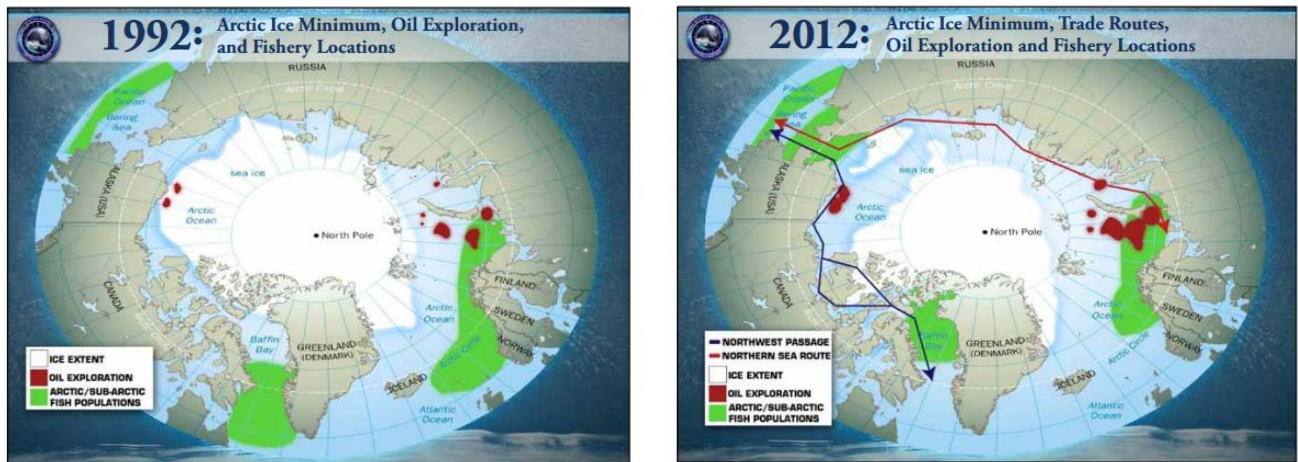 1992: Arctic Ice Minimum, Oil Exploration,
and Fishery Locations
RUSSIA
Pacific
Ocean
Arctic Circle
Bering
Sea
sea ice
ALASKA (USA)
Arctic
Ocean
North Pole
CANADA
FINLAND
SWEDEN
NORWAY
Arctic
Ocean
Baffin
Bay
GREENLAND
(DENMARK)
Arctic Circle
ICELAND
Atlantic
Ocean
ICE EXTENT
OIL EXPLORATION
ARCTIC/SUB-ARCTIC
FISH POPULATIONS
2012: Arctic Ice Minimum, Trade Routes,
Oil Exploration and Fishery Locations
RUSSIA
Pacific
Ocean
Arctic Circle
Bering
Sea
sea ice
ALASKA (USA)
Arctic
Ocean
North Pole
CANADA
FINLAND
SWEDEN
NORWAY
Arctic
Ocean
Baffin
Bay
GREENLAND
(DENMARK)
Arctic Circle
ICELAND
Atlantic
Ocean
NORTHWEST PASSAGE
NORTHERN SEA ROUTE
ICE EXTENT
OIL EXPLORATION
ARCTIC/SUB-ARCTIC
FISH POPULATIONS